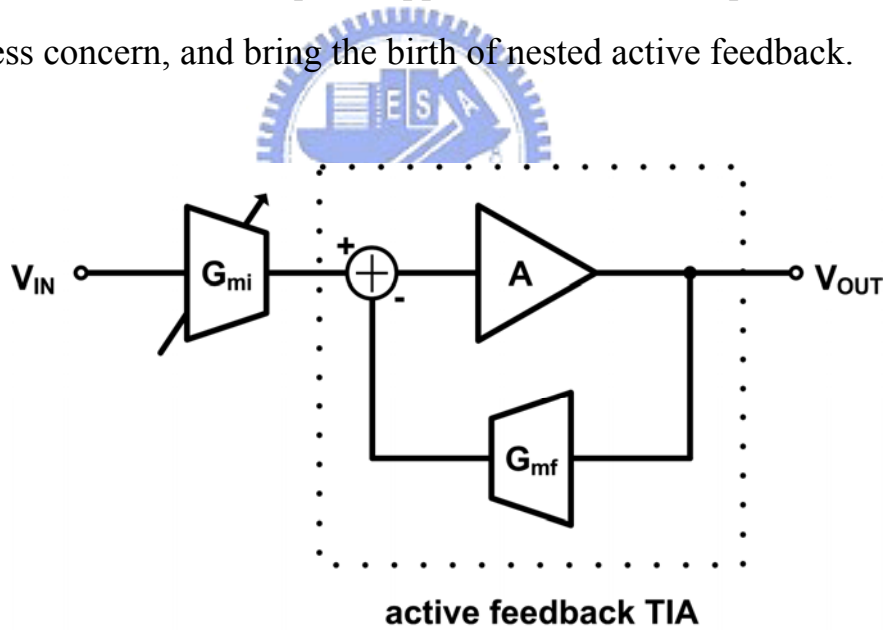 ess concern, and bring the birth of nested active feedback.
E S A
+
V_IN
G_mi
A
V_OUT
-
G_mf
active feedback TIA